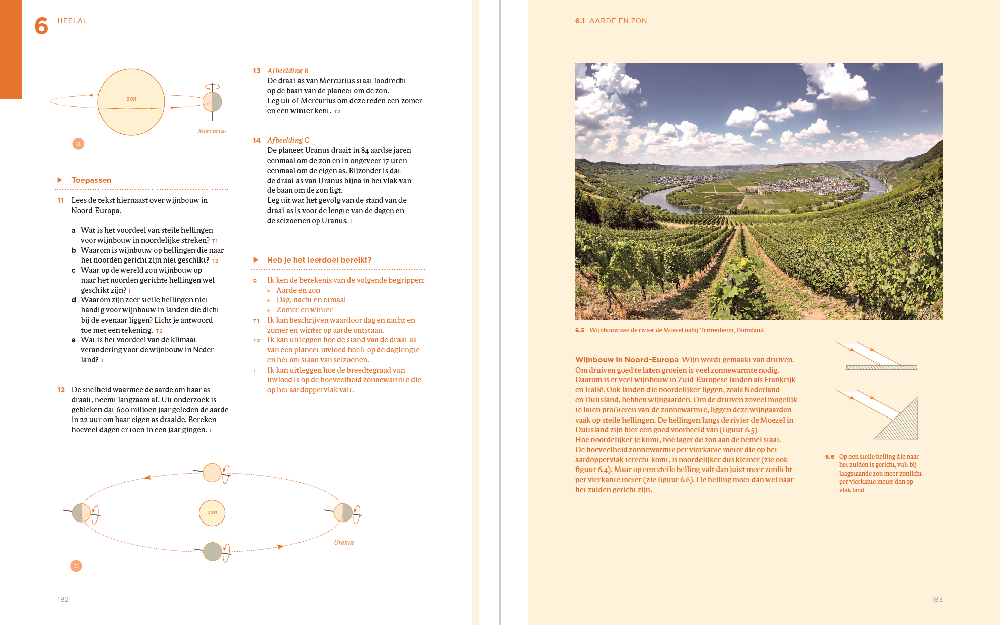 6 HEELAL
zon
Mercurius
B
Toepassen
11 Lees de tekst hiernaast over wijnbouw in
Noord-Europa.
a Wat is het voordeel van steile hellingen
voor wijnbouw in noordelijke streken? T1
b Waarom is wijnbouw op hellingen die naar
het noorden gericht zijn niet geschikt? T2
c Waar op de wereld zou wijnbouw op
naar het noorden gerichte hellingen wel
geschikt zijn? I
d Waarom zijn zeer steile hellingen niet
handig voor wijnbouw in landen die dicht
bij de evenaar liggen? Licht je antwoord
toe met een tekening. T2
e Wat is het voordeel van de klimaat-
verandering voor de wijnbouw in Neder-
land? I
12 De snelheid waarmee de aarde om haar as
draait, neemt langzaam af. Uit onderzoek is
gebleken dat 600 miljoen jaar geleden de aarde
in 22 uur om haar eigen as draaide. Bereken
hoeveel dagen er toen in een jaar gingen. I
13 Afbeelding B
De draai-as van Mercurius staat loodrecht
op de baan van de planeet om de zon.
Leg uit of Mercurius om deze reden een zomer
en een winter kent. T2
14 Afbeelding C
De planeet Uranus draait in 84 aardse jaren
eenmaal om de zon en in ongeveer 17 uren
eenmaal om de eigen as. Bijzonder is dat
de draai-as van Uranus bijna in het vlak van
de baan om de zon ligt.
Leg uit wat het gevolg van de stand van de
draai-as is voor de lengte van de dagen en
de seizoenen op Uranus. I
Heb je het leerdoel bereikt?
R Ik ken de betekenis van de volgende begrippen:
Aarde en zon
Dag, nacht en etmaal
Zomer en winter
T1 Ik kan beschrijven waardoor dag en nacht en
zomer en winter op aarde ontstaan.
T2 Ik kan uitleggen hoe de stand van de draai-as
van een planeet invloed heeft op de daglengte
en het ontstaan van seizoenen.
I Ik kan uitleggen hoe de breedtegraad van
invloed is op de hoeveelheid zonnewarmte die
op het aardoppervlak valt.
zon
Uranus
C
182
6.1 AARDE EN ZON
6.5 Wijnbouw aan de rivier de Moezel nabij Trittenheim, Duitsland
Wijnbouw in Noord-Europa Wijn wordt gemaakt van druiven.
Om druiven goed te laten groeien is veel zonnewarmte nodig.
Daarom is er veel wijnbouw in Zuid-Europese landen als Frankrijk
en Italië. Ook landen die noordelijker liggen, zoals Nederland
en Duitsland, hebben wijngaarden. Om de druiven zoveel mogelijk
te laten profiteren van de zonnewarmte, liggen deze wijngaarden
vaak op steile hellingen. De hellingen langs de rivier de Moezel in
Duitsland zijn hier een goed voorbeeld van (figuur 6.5)
Hoe noordelijker je komt, hoe lager de zon aan de hemel staat.
De hoeveelheid zonnewarmte per vierkante meter die op het
aardoppervlak terecht komt, is noordelijker dus kleiner (zie ook
figuur 6.4). Maar op een steile helling valt dan juist meer zonlicht
per vierkante meter (zie figuur 6.6). De helling moet dan wel naar
het zuiden gericht zijn.
6.6 Op een steile helling die naar
het zuiden is gericht, valt bij
laagstaande zon meer zonlicht
per vierkante meter dan op
vlak land.
183